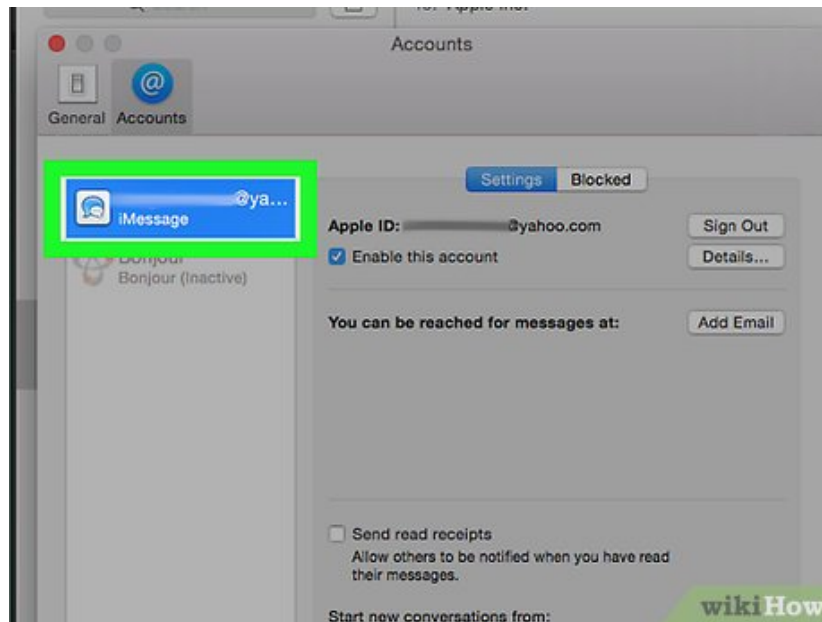 Accounts
General Accounts
Settings Blocked
@ya...
iMessage
Bonjour
Bonjour (Inactive)
Apple ID: @yahoo.com
Sign Out
Enable this account
Details...
You can be reached for messages at:
Add Email
Send read receipts
Allow others to be notified when you have read
their messages.
Start new conversations from:
wikiHow